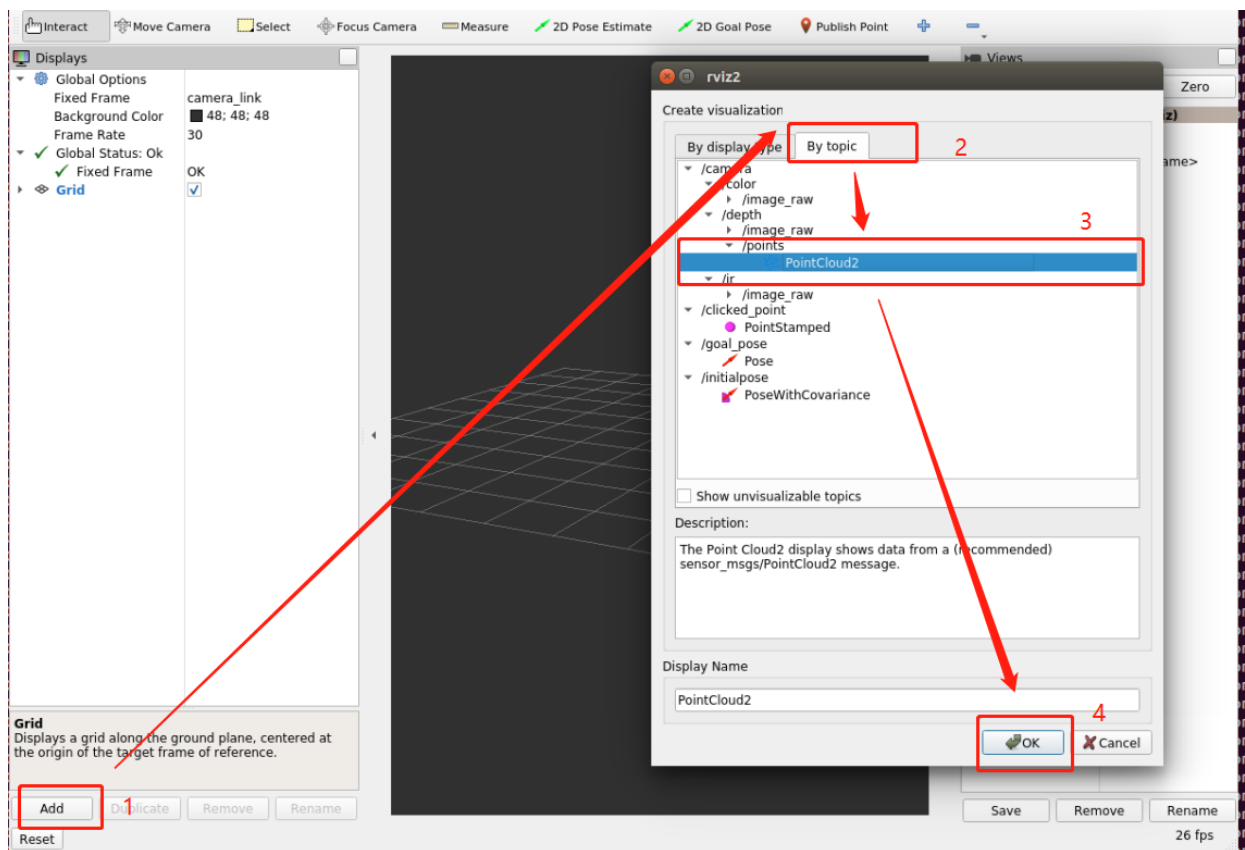 Interact Move Camera Select Focus Camera Measure 2D Pose Estimate 2D Goal Pose Publish Point
Displays
Global Options
Fixed Frame camera_link
Background Color 48; 48; 48
Frame Rate 30
Global Status: Ok
Fixed Frame OK
Grid
Grid
Displays a grid along the ground plane, centered at
the origin of the target frame of reference.
Add Duplicate Remove Rename
1
Reset
rviz2
Create visualization
By display type By topic
2
/camera
/color
/image_raw
/depth
/image_raw
3
/points
PointCloud2
/ir
/image_raw
/clicked_point
PointStamped
/goal_pose
Pose
/initialpose
PoseWithCovariance
Show unvisualizable topics
Description:
The Point Cloud2 display shows data from a (recommended)
sensor_msgs/PointCloud2 message.
Display Name
PointCloud2
4
OK Cancel
Views
Zero
Save Remove Rename
26 fps